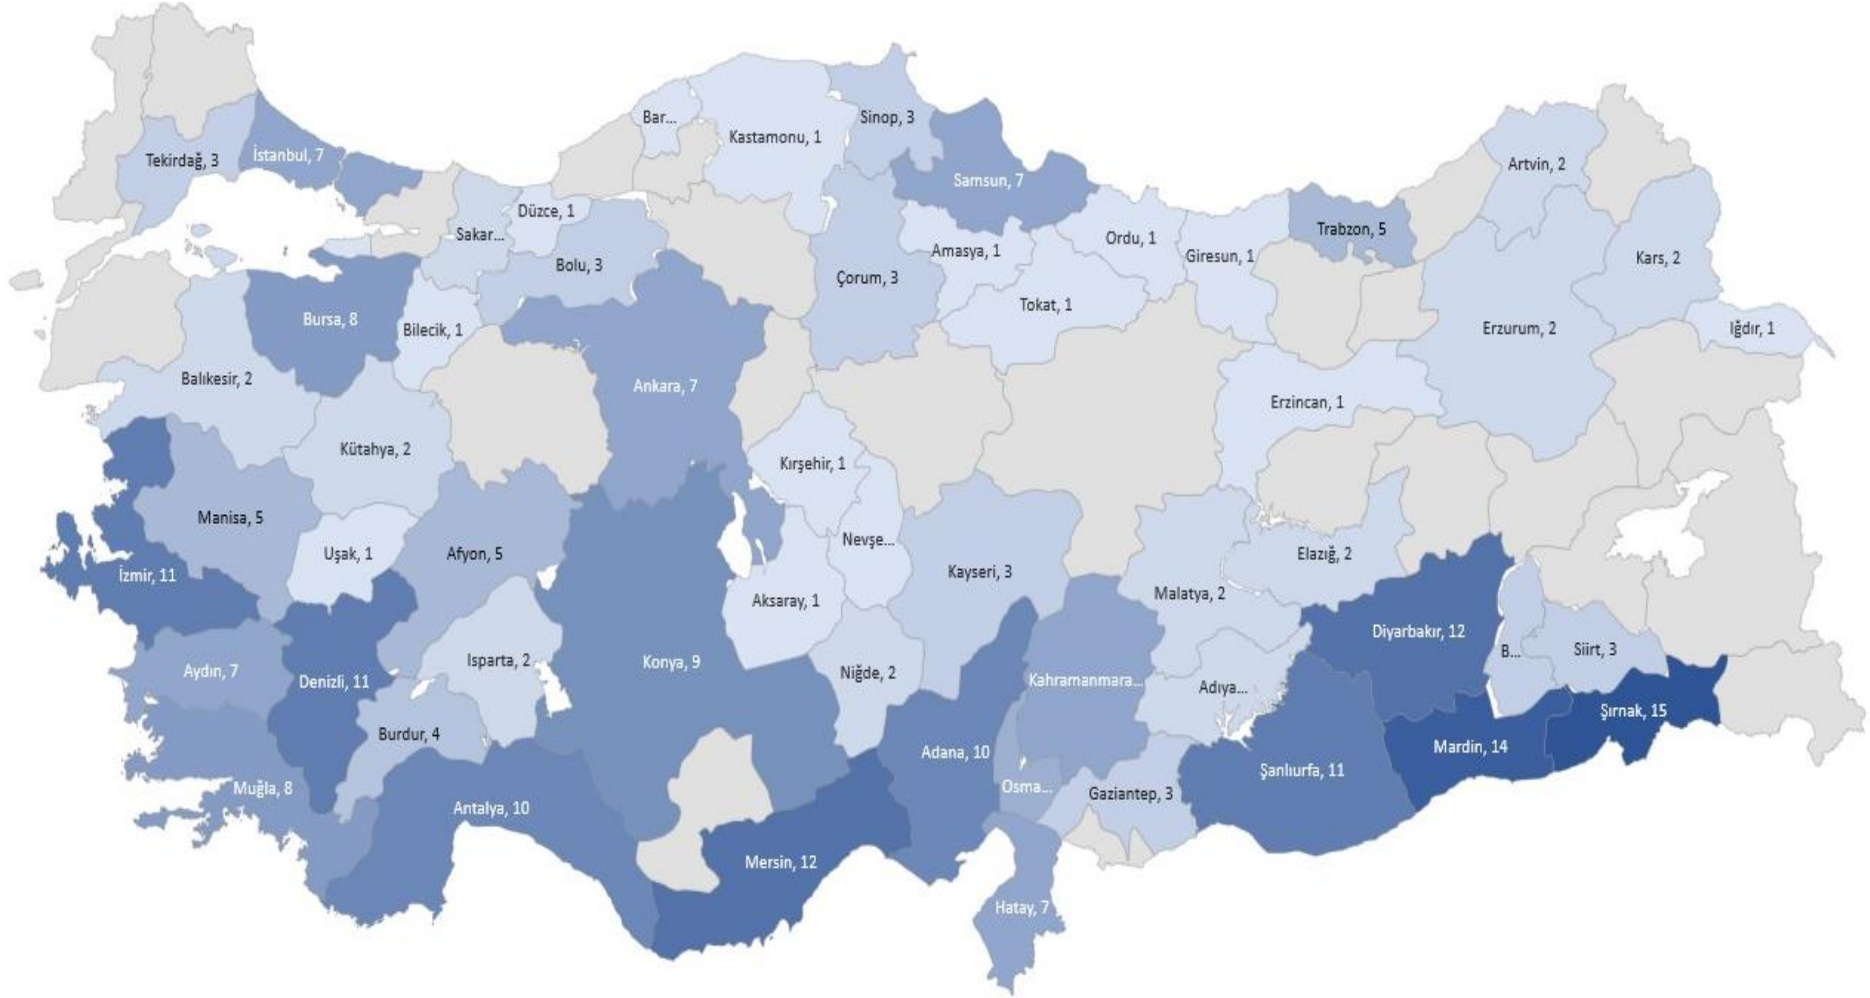 Bar...
Kastamonu, 1
Sinop, 3
Tekirdağ, 3
İstanbul, 7
Samsun, 7
Artvin, 2
Düzce, 1
Sakar...
Bolu, 3
Amasya, 1
Ordu, 1
Giresun, 1
Trabzon, 5
Kars, 2
Çorum, 3
Tokat, 1
Bursa, 8
Bilecik, 1
Erzurum, 2
Iğdır, 1
Balıkesir, 2
Ankara, 7
Erzincan, 1
Kütahya, 2
Kırşehir, 1
Manisa, 5
Uşak, 1
Afyon, 5
Nevşe...
Elazığ, 2
İzmir, 11
Kayseri, 3
Aksaray, 1
Malatya, 2
Diyarbakır, 12
Aydın, 7
Denizli, 11
Isparta, 2
Konya, 9
Niğde, 2
Kahramanmara...
Adıya...
B...
Siirt, 3
Şırnak, 15
Burdur, 4
Adana, 10
Mardin, 14
Muğla, 8
Antalya, 10
Osma...
Gaziantep, 3
Şanlıurfa, 11
Mersin, 12
Hatay, 7